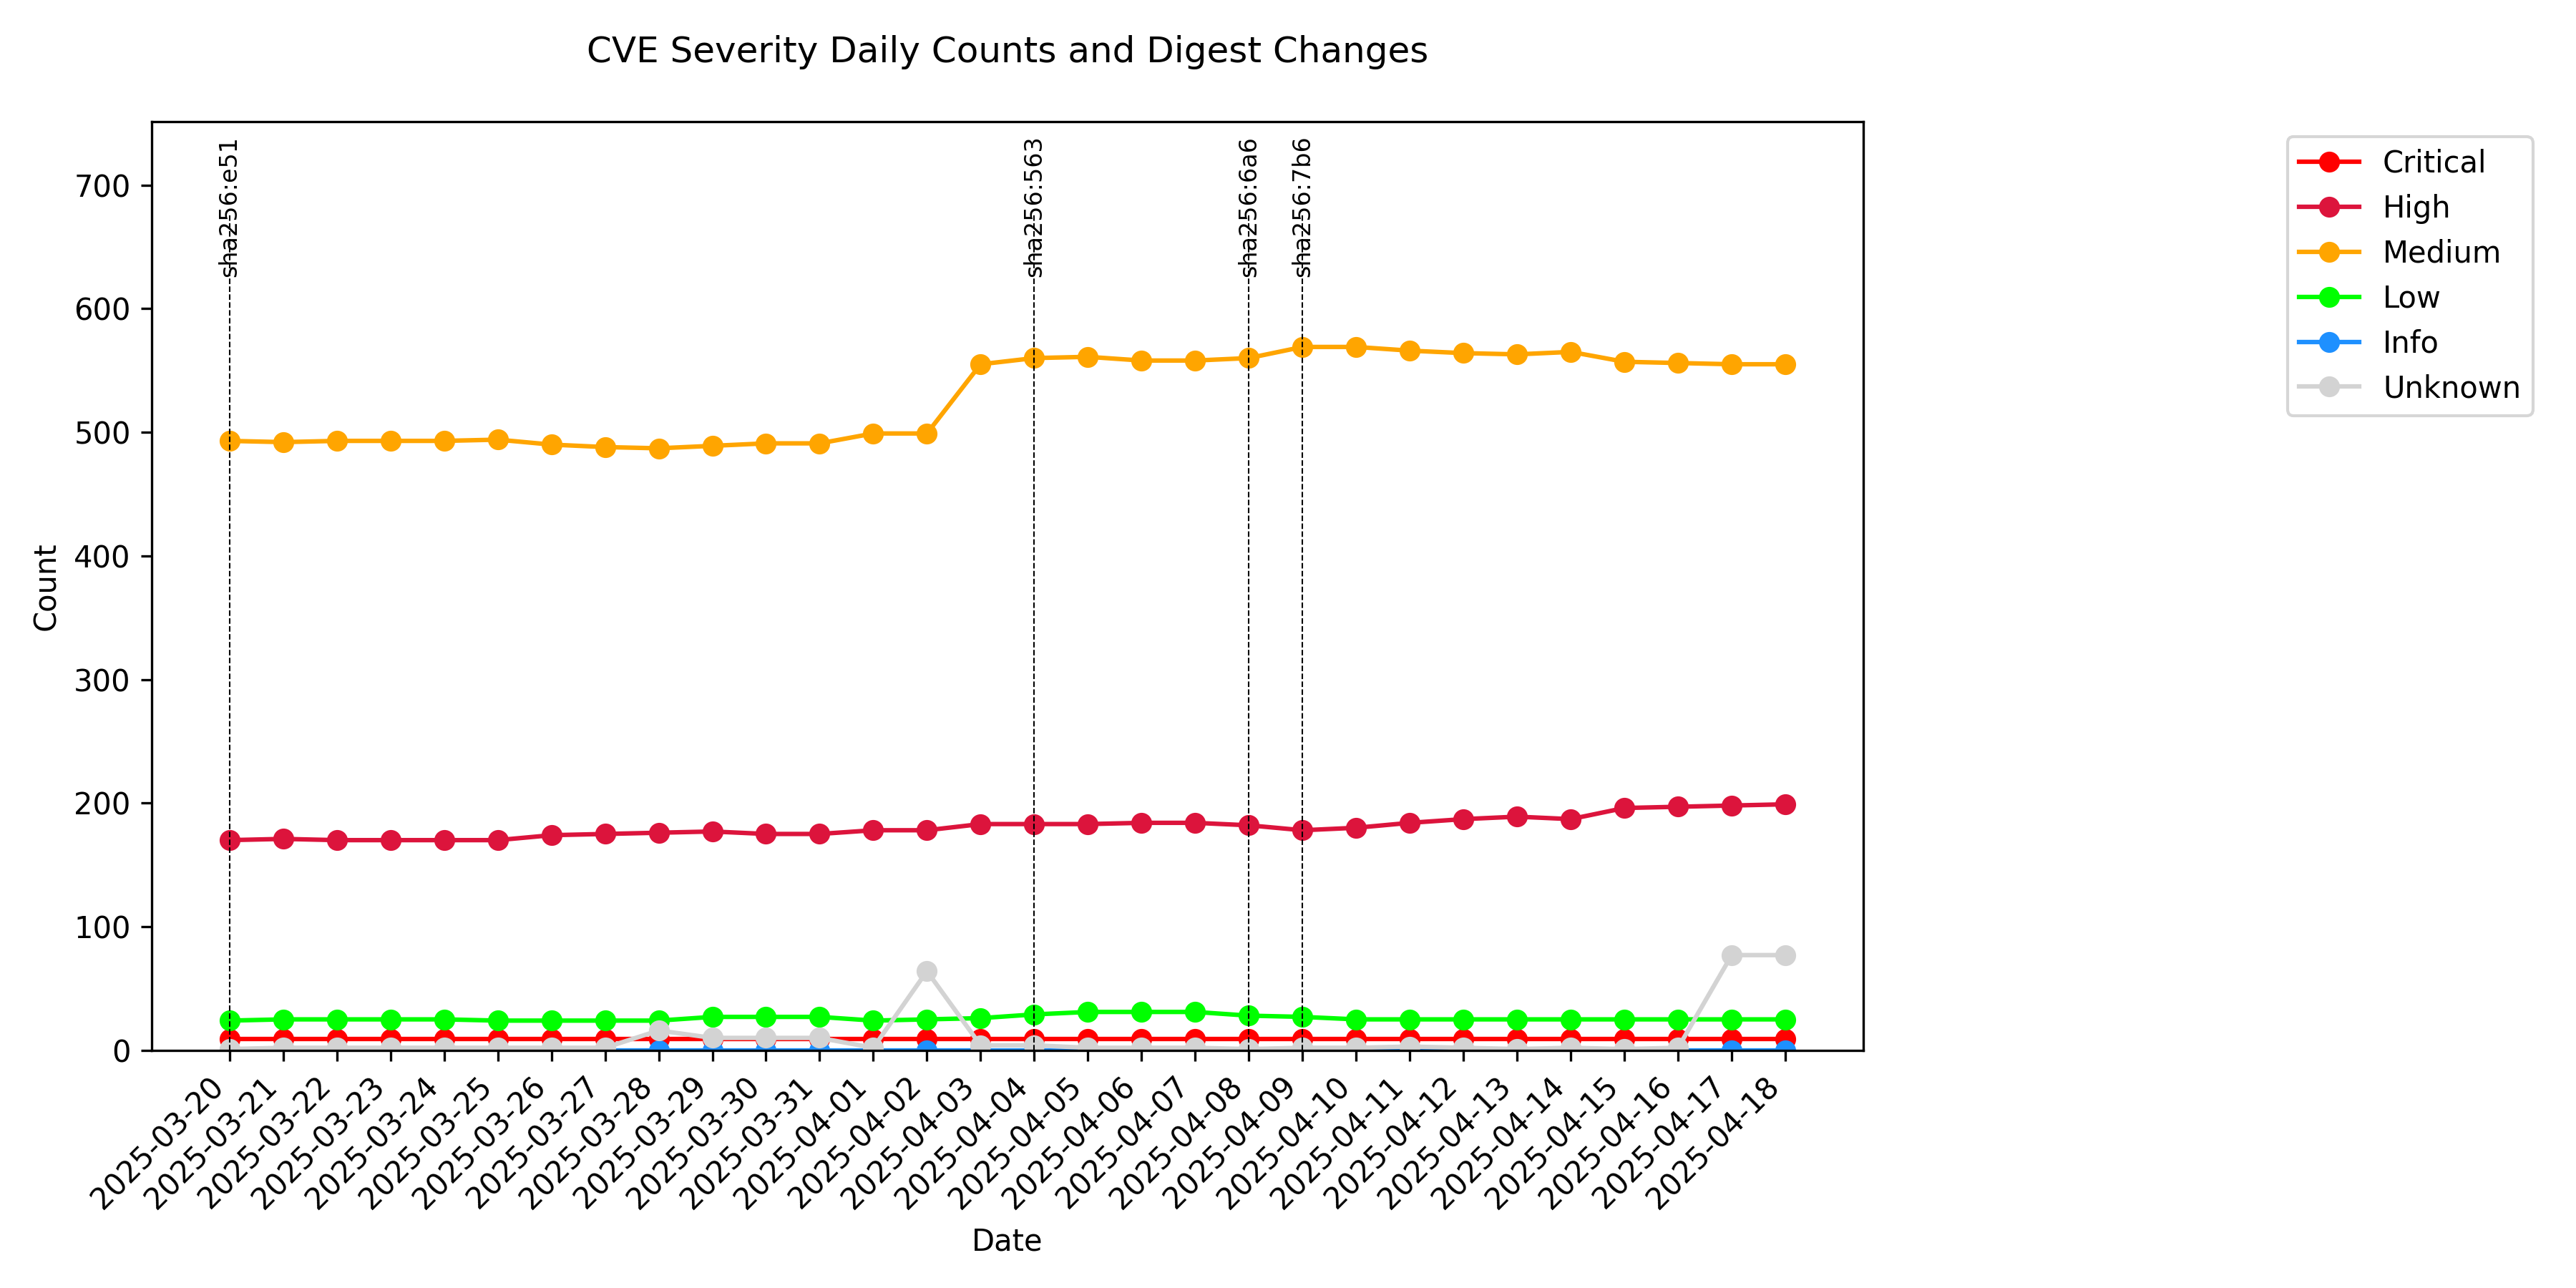 CVE Severity Daily Counts and Digest Changes
sha256:e51
sha256:563
sha256:6a6
sha256:7b6
Critical
High
Medium
Low
Info
Unknown
700
600
500
400
300
200
100
0
Count
2025-03-20
2025-03-21
2025-03-22
2025-03-23
2025-03-24
2025-03-25
2025-03-26
2025-03-27
2025-03-28
2025-03-29
2025-03-30
2025-03-31
2025-04-01
2025-04-02
2025-04-03
2025-04-04
2025-04-05
2025-04-06
2025-04-07
2025-04-08
2025-04-09
2025-04-10
2025-04-11
2025-04-12
2025-04-13
2025-04-14
2025-04-15
2025-04-16
2025-04-17
2025-04-18
Date